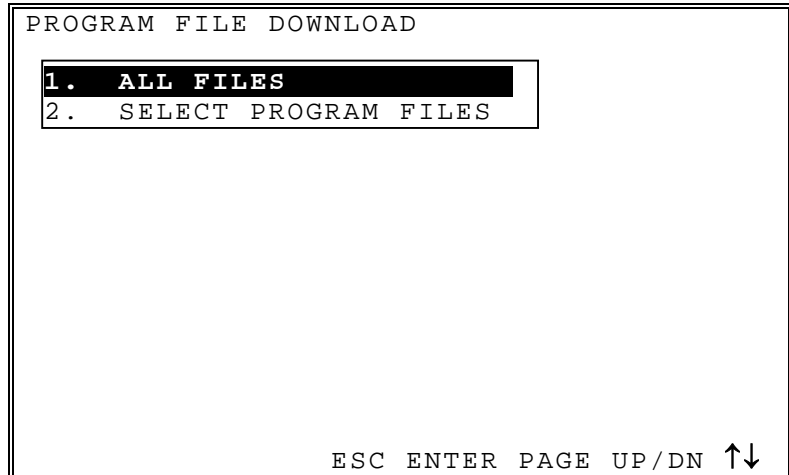 PROGRAM FILE DOWNLOAD
1. ALL FILES
2. SELECT PROGRAM FILES
ESC ENTER PAGE UP/DN ↑↓